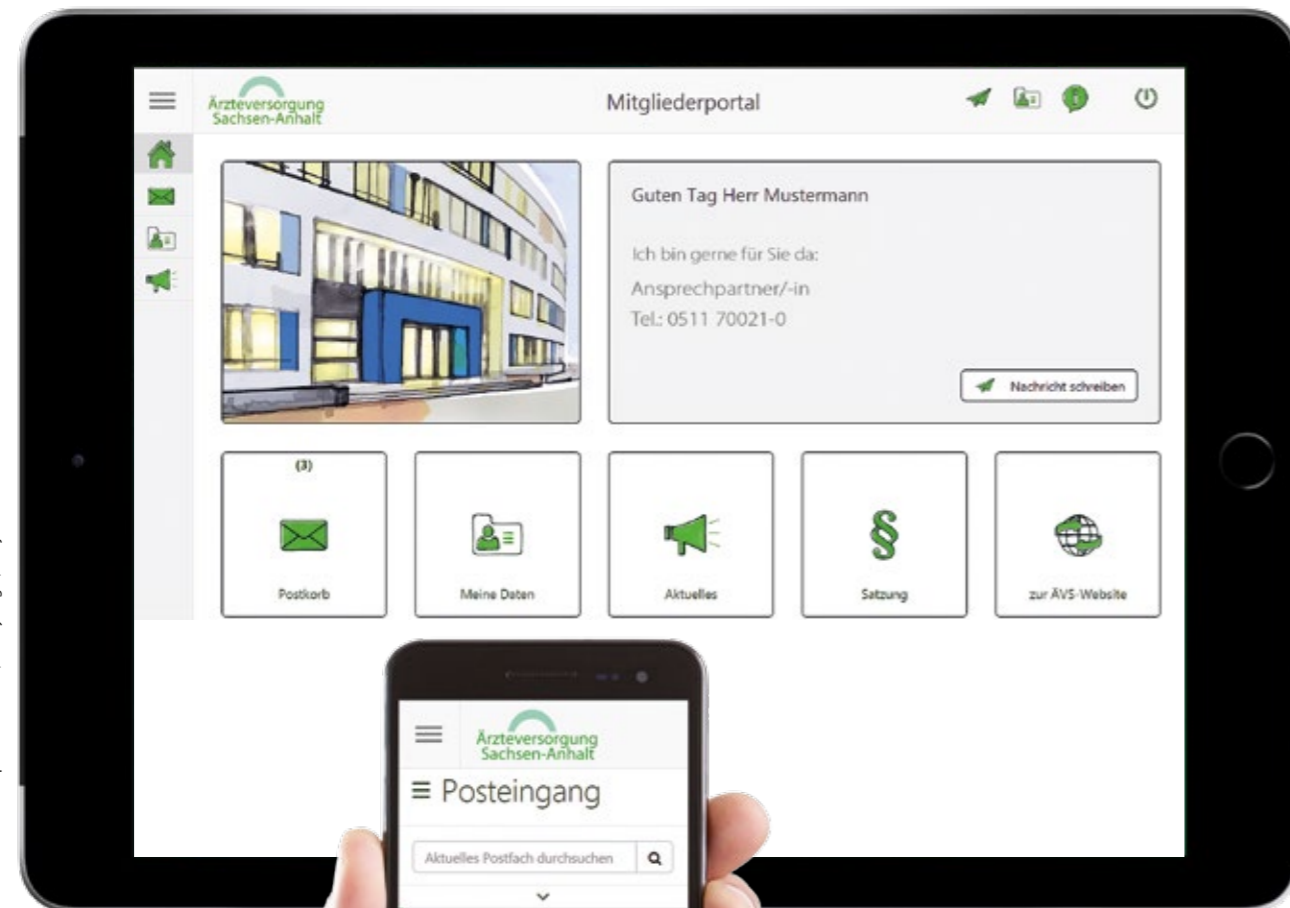 Ärzteversorgung
Sachsen-Anhalt
Mitgliederportal
Guten Tag Herr Mustermann
Ich bin gerne für Sie da:
Ansprechpartner/-in
Tel.: 0511 70021-0
Nachricht schreiben
(3)
Postkorb
Meine Daten
Aktuelles
§
Satzung
zur ÄVS-Website
Ärzteversorgung
Sachsen-Anhalt
Posteingang
Aktuelles Postfach durchsuchen